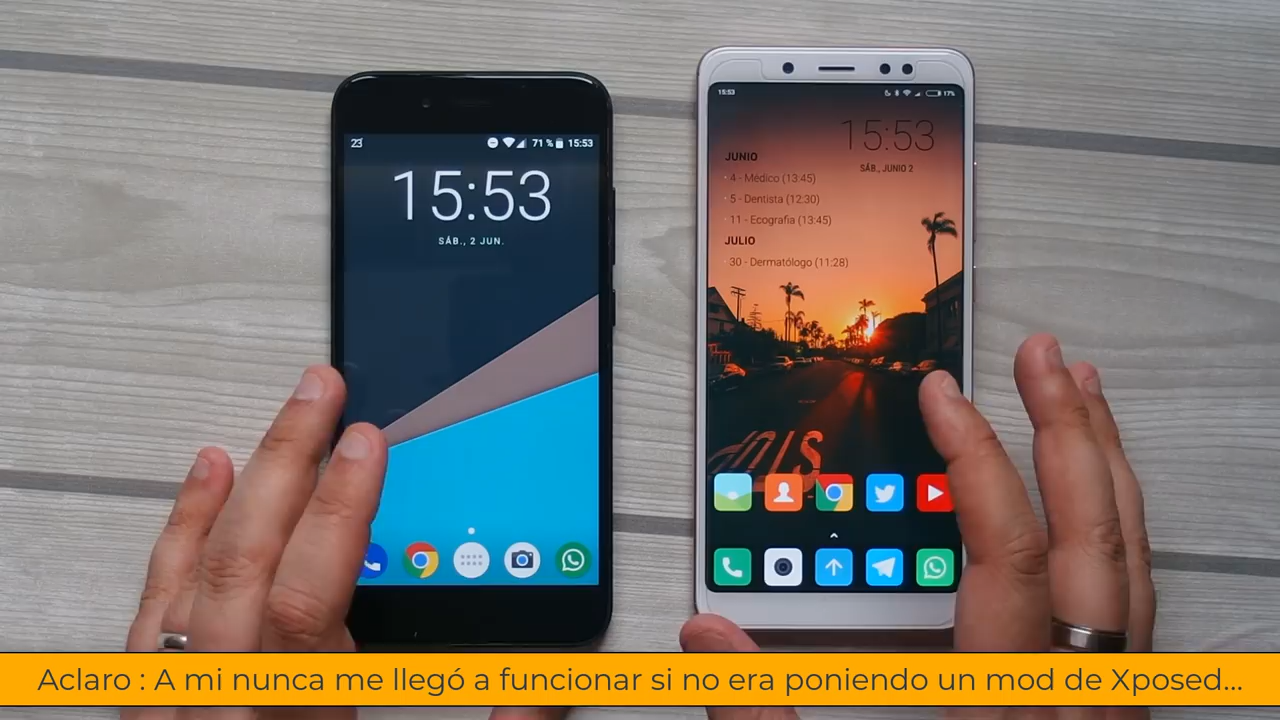 23
71 %
15:53
15:53
SÁB., 2 JUN.
15:53
17%
15:53
SÁB., JUNIO 2
JUNIO
- 4 - Médico (13:45)
- 5 - Dentista (12:30)
- 11 - Ecografia (13:45)
JULIO
30 - Dermatólogo (11:28)
STOP
Aclaro : A mi nunca me llegó a funcionar si no era poniendo un mod de Xposed...